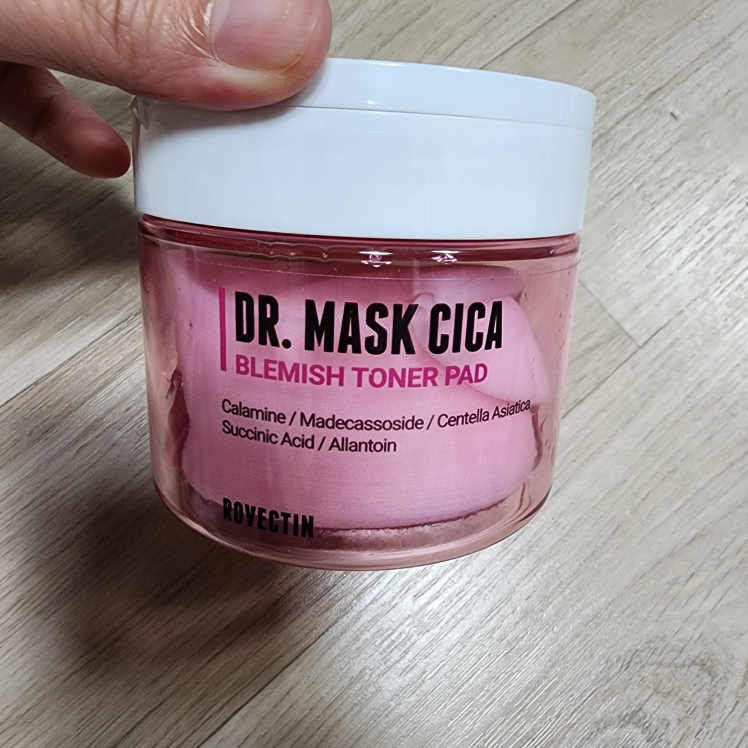 DR. MASK CICA
BLEMISH TONER PAD
Calamine / Madecassoside / Centella Asiatica
Succinic Acid / Allantoin
ROVECTIN